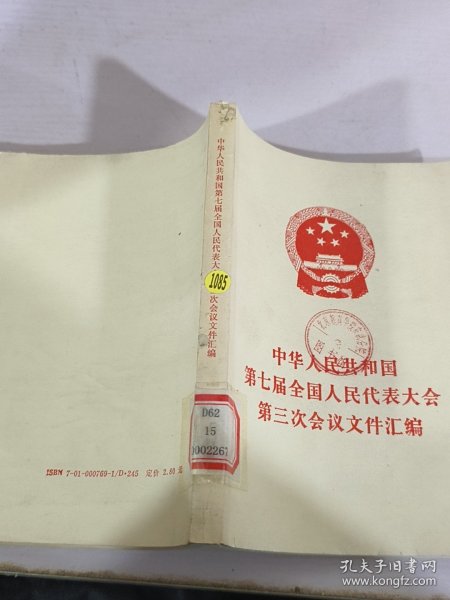 中华人民共和国
第七届全国人民代表大会
第三次会议文件汇编
中华人民共和国第七届全国人民代表大
1085
次会议文件汇编
D62
15
1002267
ISBN 7-01-000769-1/D·245 定价 2.80 元
孔夫子旧书网
www.kongfz.com